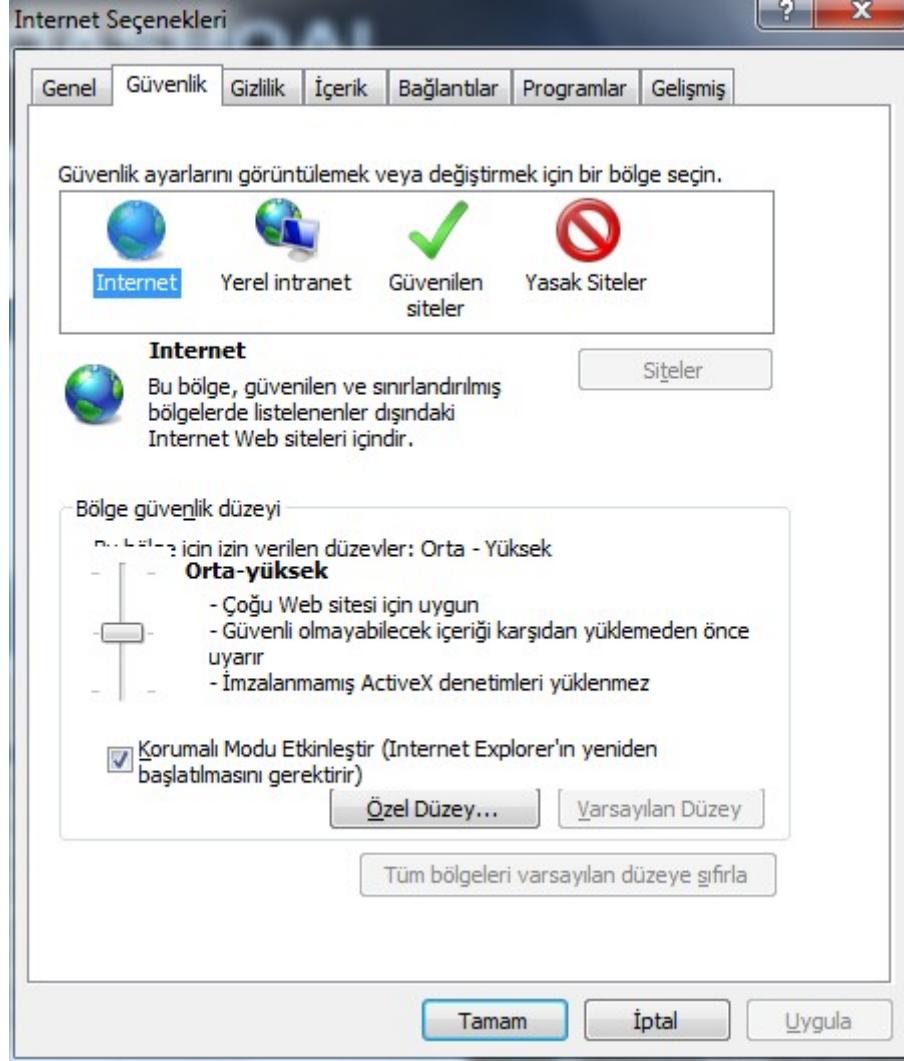 Internet Seçenekleri
Genel Güvenlik Gizlilik İçerik Bağlantılar Programlar Gelişmiş
Güvenlik ayarlarını görüntülemek veya değiştirmek için bir bölge seçin.
Internet Yerel intranet Güvenilen siteler Yasak Siteler
Internet
Siteler
Bu bölge, güvenilen ve sınırlandırılmış
bölgelerde listelenenler dışındaki
Internet Web siteleri içindir.
Bölge güvenlik düzeyi
için izin verilen düzeyler: Orta - Yüksek
Orta-yüksek
- Çoğu Web sitesi için uygun
- Güvenli olmayabilecek içeriği karşıdan yüklemeden önce
uyarır
- İmzalanmamış ActiveX denetimleri yüklenmez
Korumalı Modu Etkinleştir (Internet Explorer'ın yeniden
başlatılmasını gerektirir)
Özel Düzey... Varsayılan Düzey
Tüm bölgeleri varsayılan düzeye sıfırla
Tamam İptal Uygula